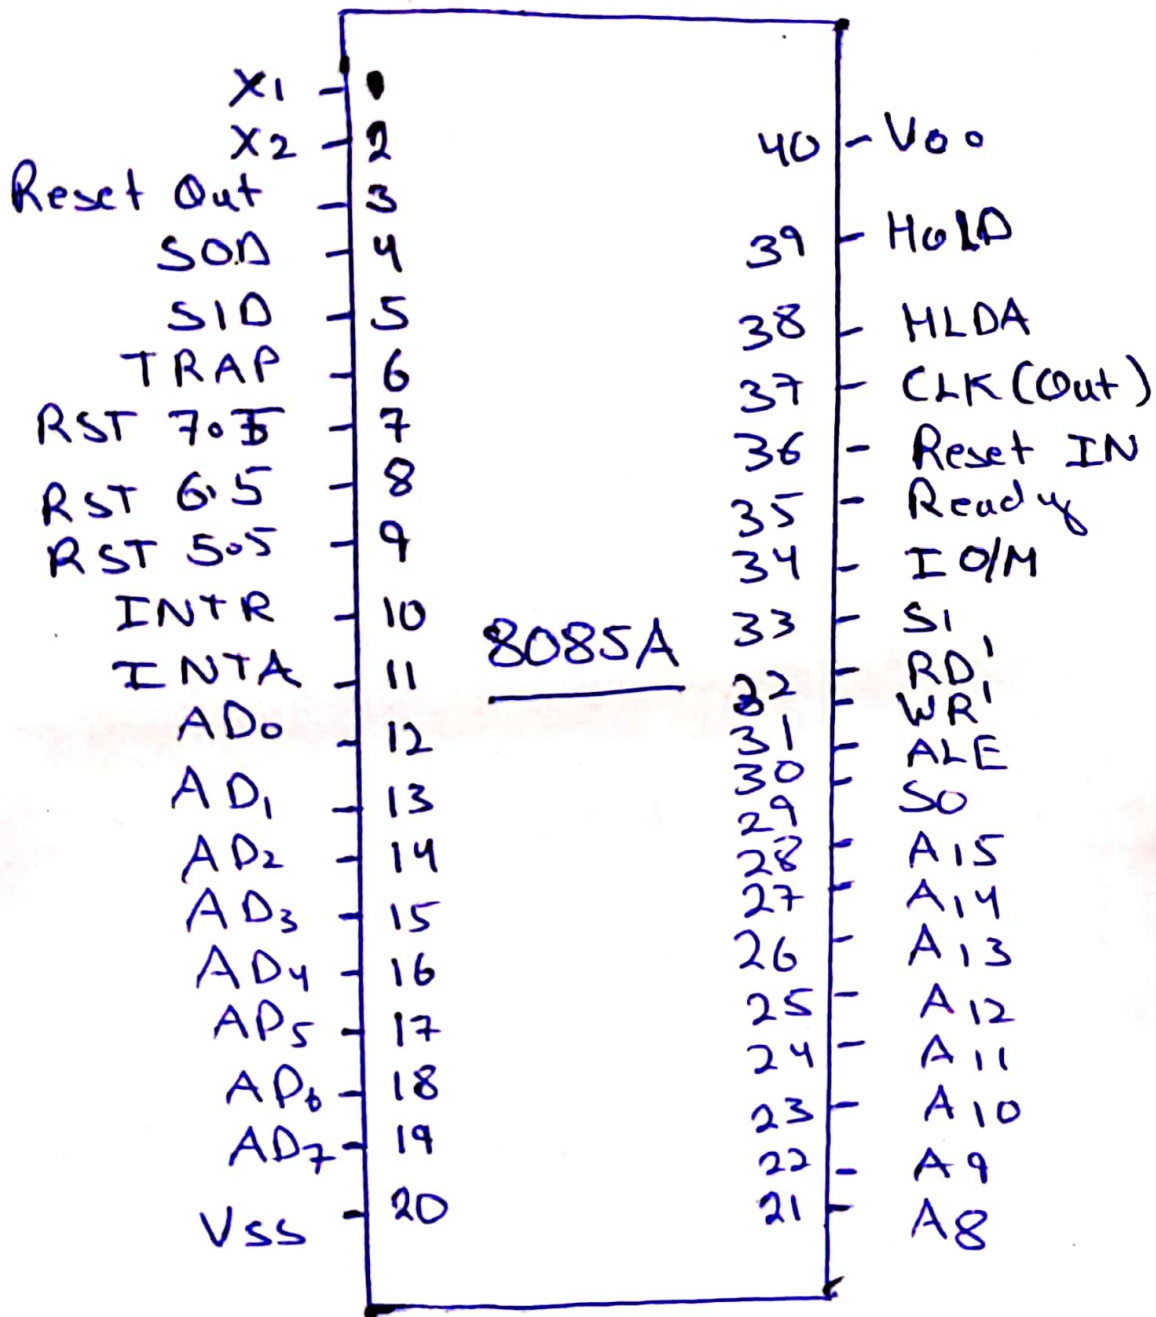 X1 1
X2 2
Reset Out 3
SOD 4
SID 5
TRAP 6
RST 7.5 7
RST 6.5 8
RST 5.5 9
INTR 10
INTA 11
AD0 12
AD1 13
AD2 14
AD3 15
AD4 16
AD5 17
AD6 18
AD7 19
Vss 20
8085A
40 VDD
39 HOLD
38 HLDA
37 CLK (Out)
36 Reset IN
35 Ready
34 IO/M
33 S1
32 RD'
31 WR'
30 ALE
29 SO
28 A15
27 A14
26 A13
25 A12
24 A11
23 A10
22 A9
21 A8